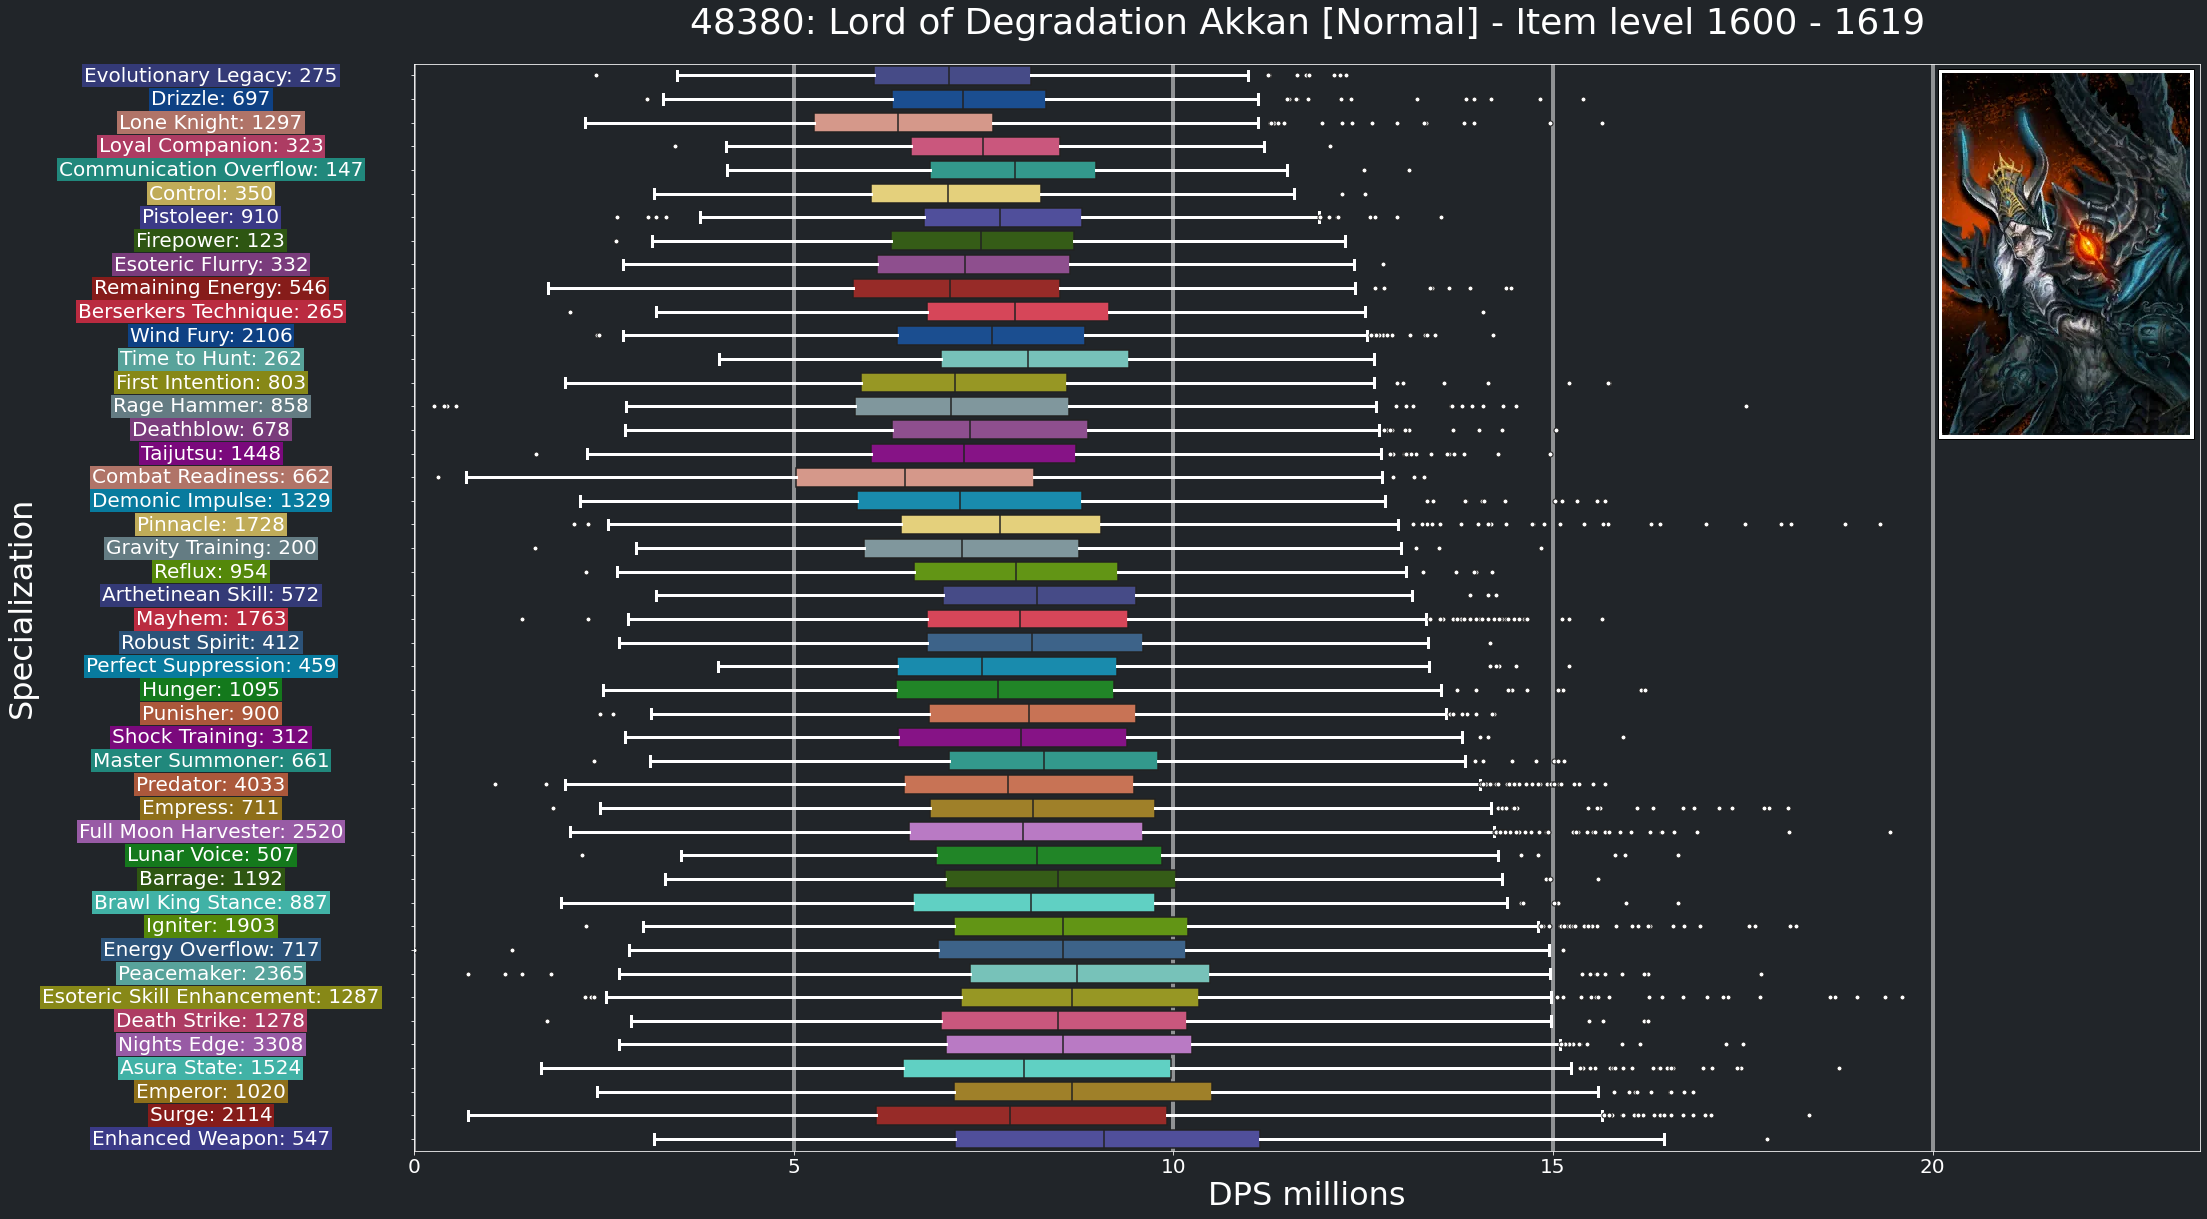 48380: Lord of Degradation Akkan [Normal] - Item level 1600 - 1619
Specialization
Evolutionary Legacy: 275
Drizzle: 697
Lone Knight: 1297
Loyal Companion: 323
Communication Overflow: 147
Control: 350
Pistoleer: 910
Firepower: 123
Esoteric Flurry: 332
Remaining Energy: 546
Berserkers Technique: 265
Wind Fury: 2106
Time to Hunt: 262
First Intention: 803
Rage Hammer: 858
Deathblow: 678
Taijutsu: 1448
Combat Readiness: 662
Demonic Impulse: 1329
Pinnacle: 1728
Gravity Training: 200
Reflux: 954
Arthetinean Skill: 572
Mayhem: 1763
Robust Spirit: 412
Perfect Suppression: 459
Hunger: 1095
Punisher: 900
Shock Training: 312
Master Summoner: 661
Predator: 4033
Empress: 711
Full Moon Harvester: 2520
Lunar Voice: 507
Barrage: 1192
Brawl King Stance: 887
Igniter: 1903
Energy Overflow: 717
Peacemaker: 2365
Esoteric Skill Enhancement: 1287
Death Strike: 1278
Nights Edge: 3308
Asura State: 1524
Emperor: 1020
Surge: 2114
Enhanced Weapon: 547
0 5 10 15 20
DPS millions